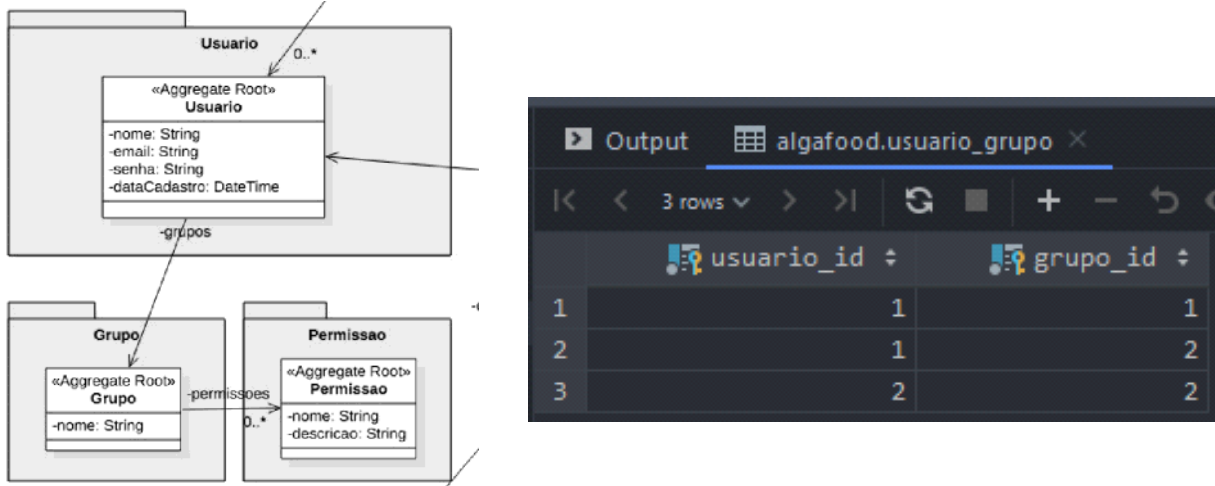 Usuario
0..*
«Aggregate Root»
Usuario
-nome: String
-email: String
-senha: String
-dataCadastro: DateTime
-grupos
Grupo
«Aggregate Root»
Grupo
-nome: String
-permissoes
0..*
Permissao
«Aggregate Root»
Permissao
-nome: String
-descricao: String
Output algafood.usuario_grupo
3 rows
usuario_id grupo_id
1 1 1
2 1 2
3 2 2